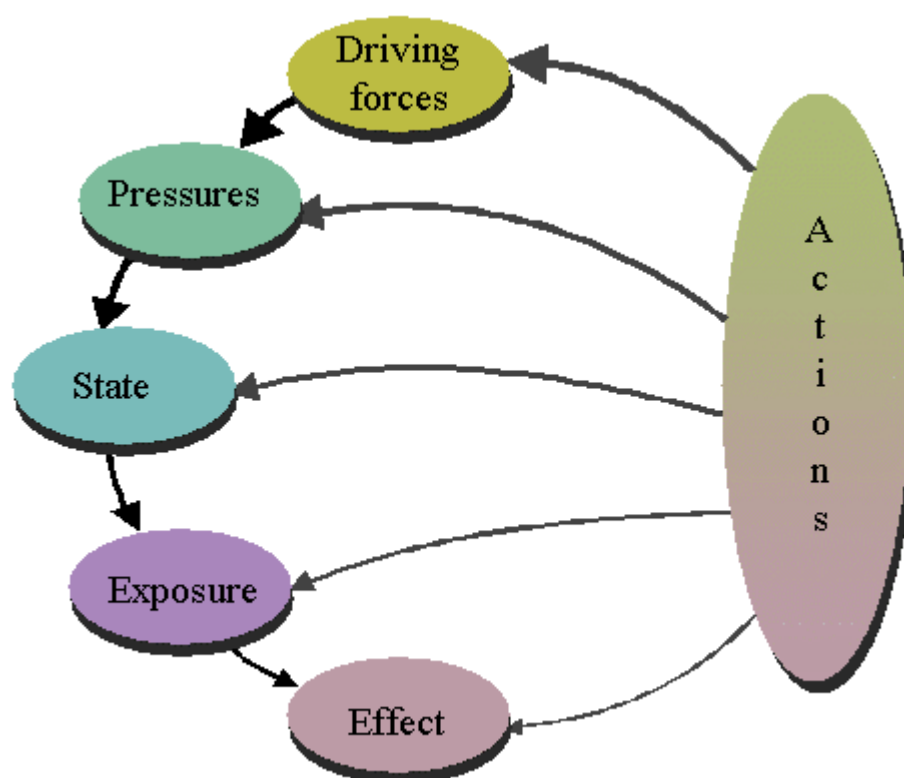 Driving
forces
Pressures
State
Exposure
Effect
A
c
t
i
o
n
s